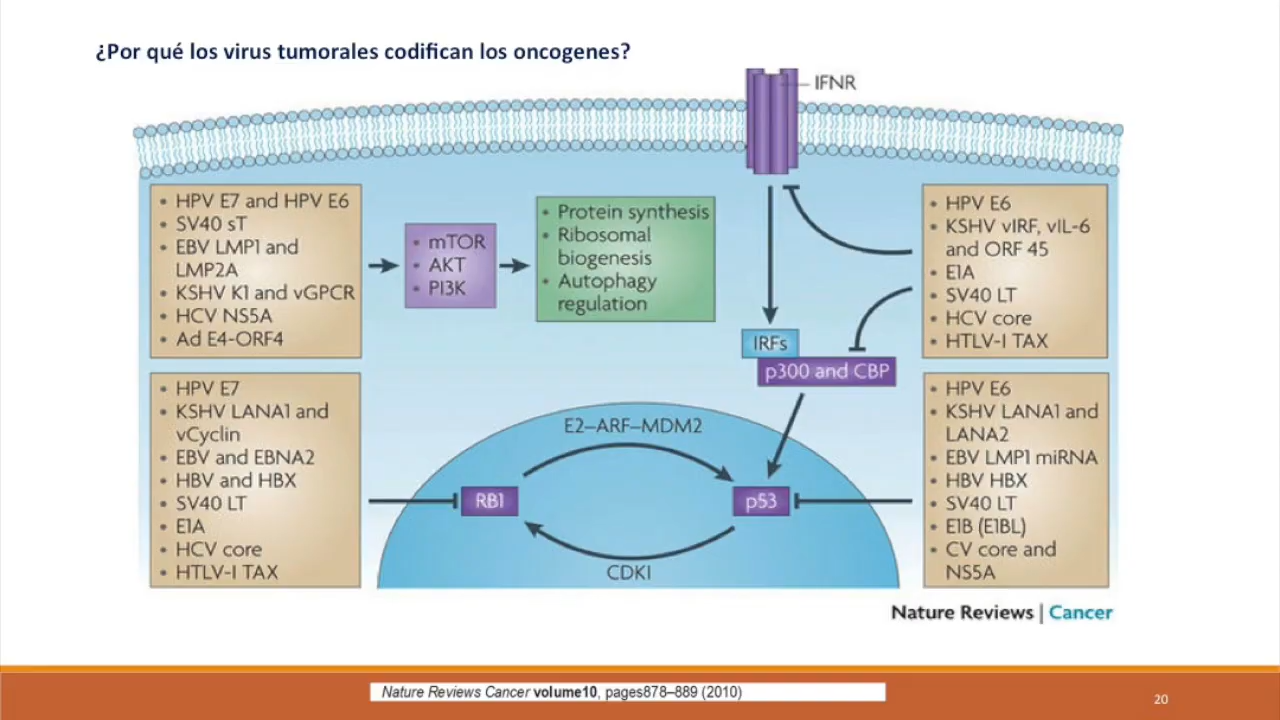 ¿Por qué los virus tumorales codifican los oncogenes?
IFNR
• HPV E7 and HPV E6
• SV40 sT
• EBV LMP1 and
LMP2A
• KSHV K1 and vGPCR
• HCV NS5A
• Ad E4-ORF4
• mTOR
• AKT
• PI3K
• Protein synthesis
• Ribosomal
biogenesis
• Autophagy
regulation
• HPV E6
• KSHV vIRF, vIL-6
and ORF 45
• E1A
• SV40 LT
• HCV core
• HTLV-I TAX
IRFs
p300 and CBP
• HPV E7
• KSHV LANA1 and
vCyclin
• EBV and EBNA2
• HBV and HBX
• SV40 LT
• E1A
• HCV core
• HTLV-I TAX
E2–ARF–MDM2
RB1
p53
CDKI
• HPV E6
• KSHV LANA1 and
LANA2
• EBV LMP1 miRNA
• HBV HBX
• SV40 LT
• E1B (E1BL)
• CV core and
NS5A
Nature Reviews | Cancer
Nature Reviews Cancer volume10, pages878–889 (2010)
20